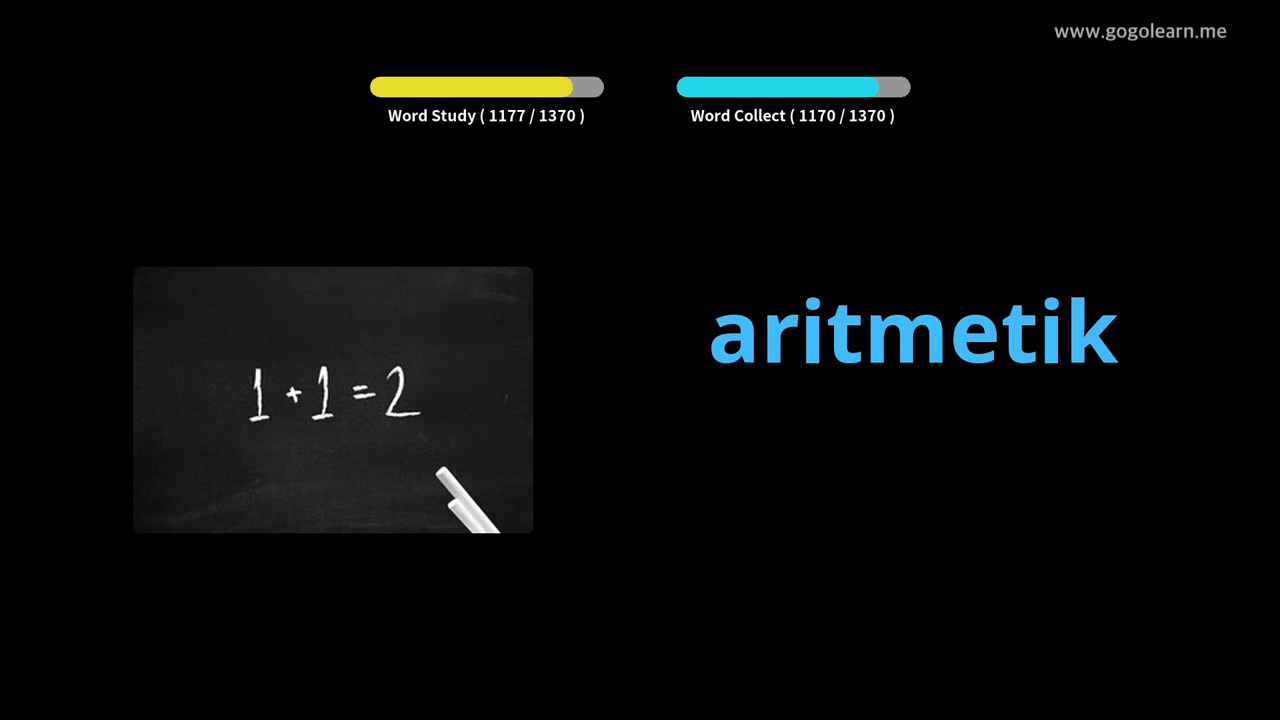 www.gogolearn.me
Word Study ( 1177 / 1370 )
Word Collect ( 1170 / 1370 )
aritmetik
1 + 1 = 2